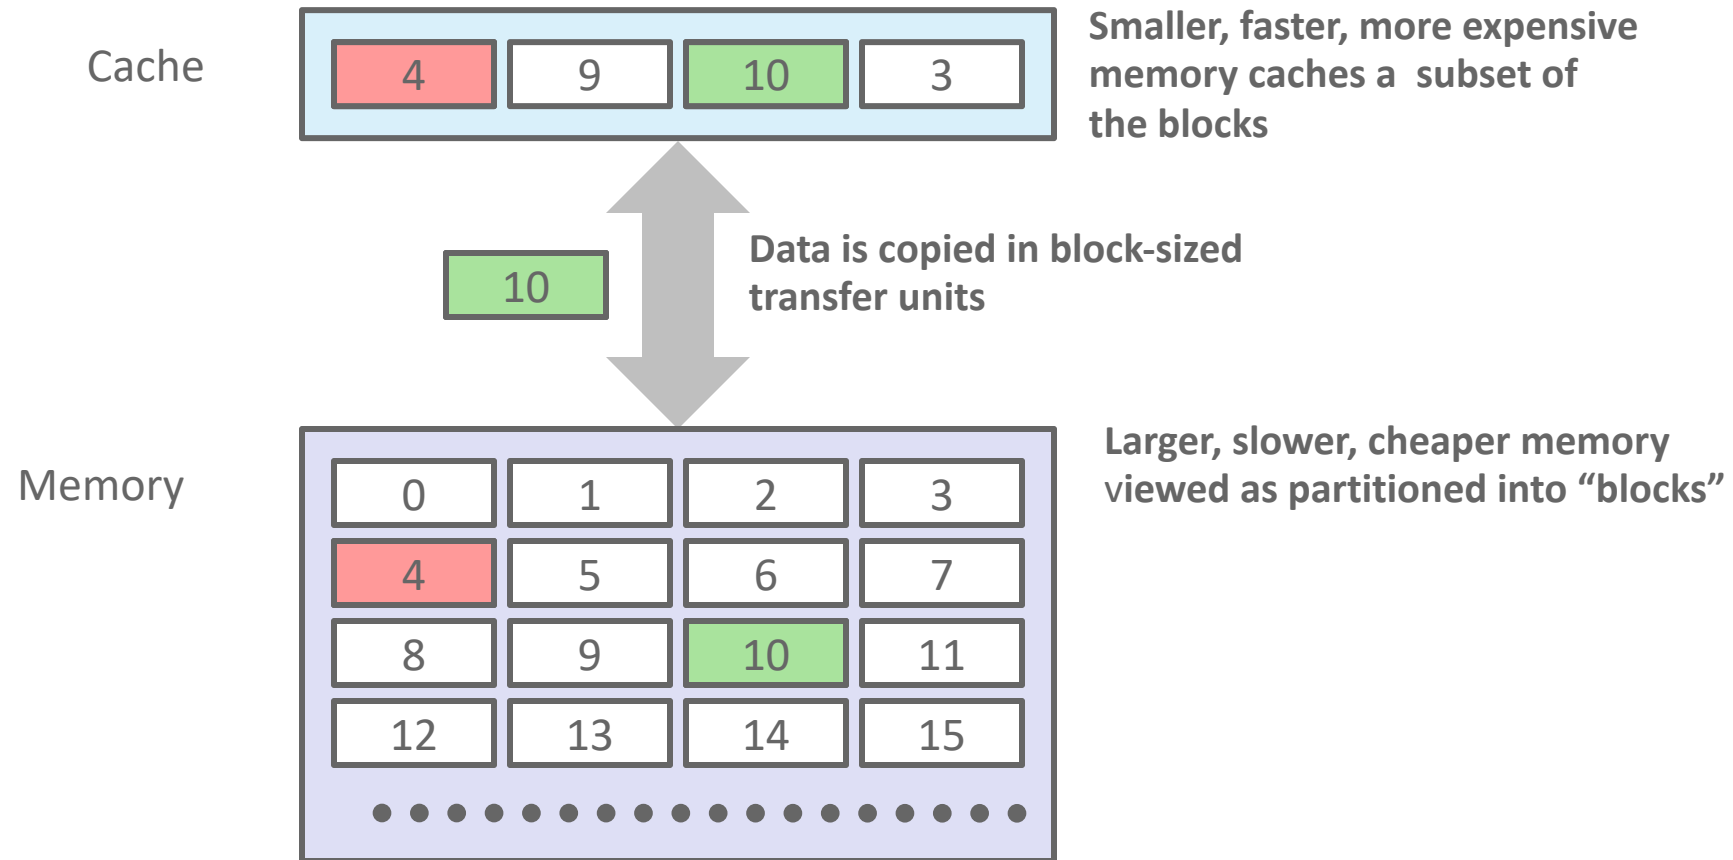 Cache
4 9 10 3
Smaller, faster, more expensive
memory caches a subset of
the blocks
10
Data is copied in block-sized
transfer units
Memory
0 1 2 3
4 5 6 7
8 9 10 11
12 13 14 15
Larger, slower, cheaper memory
viewed as partitioned into “blocks”